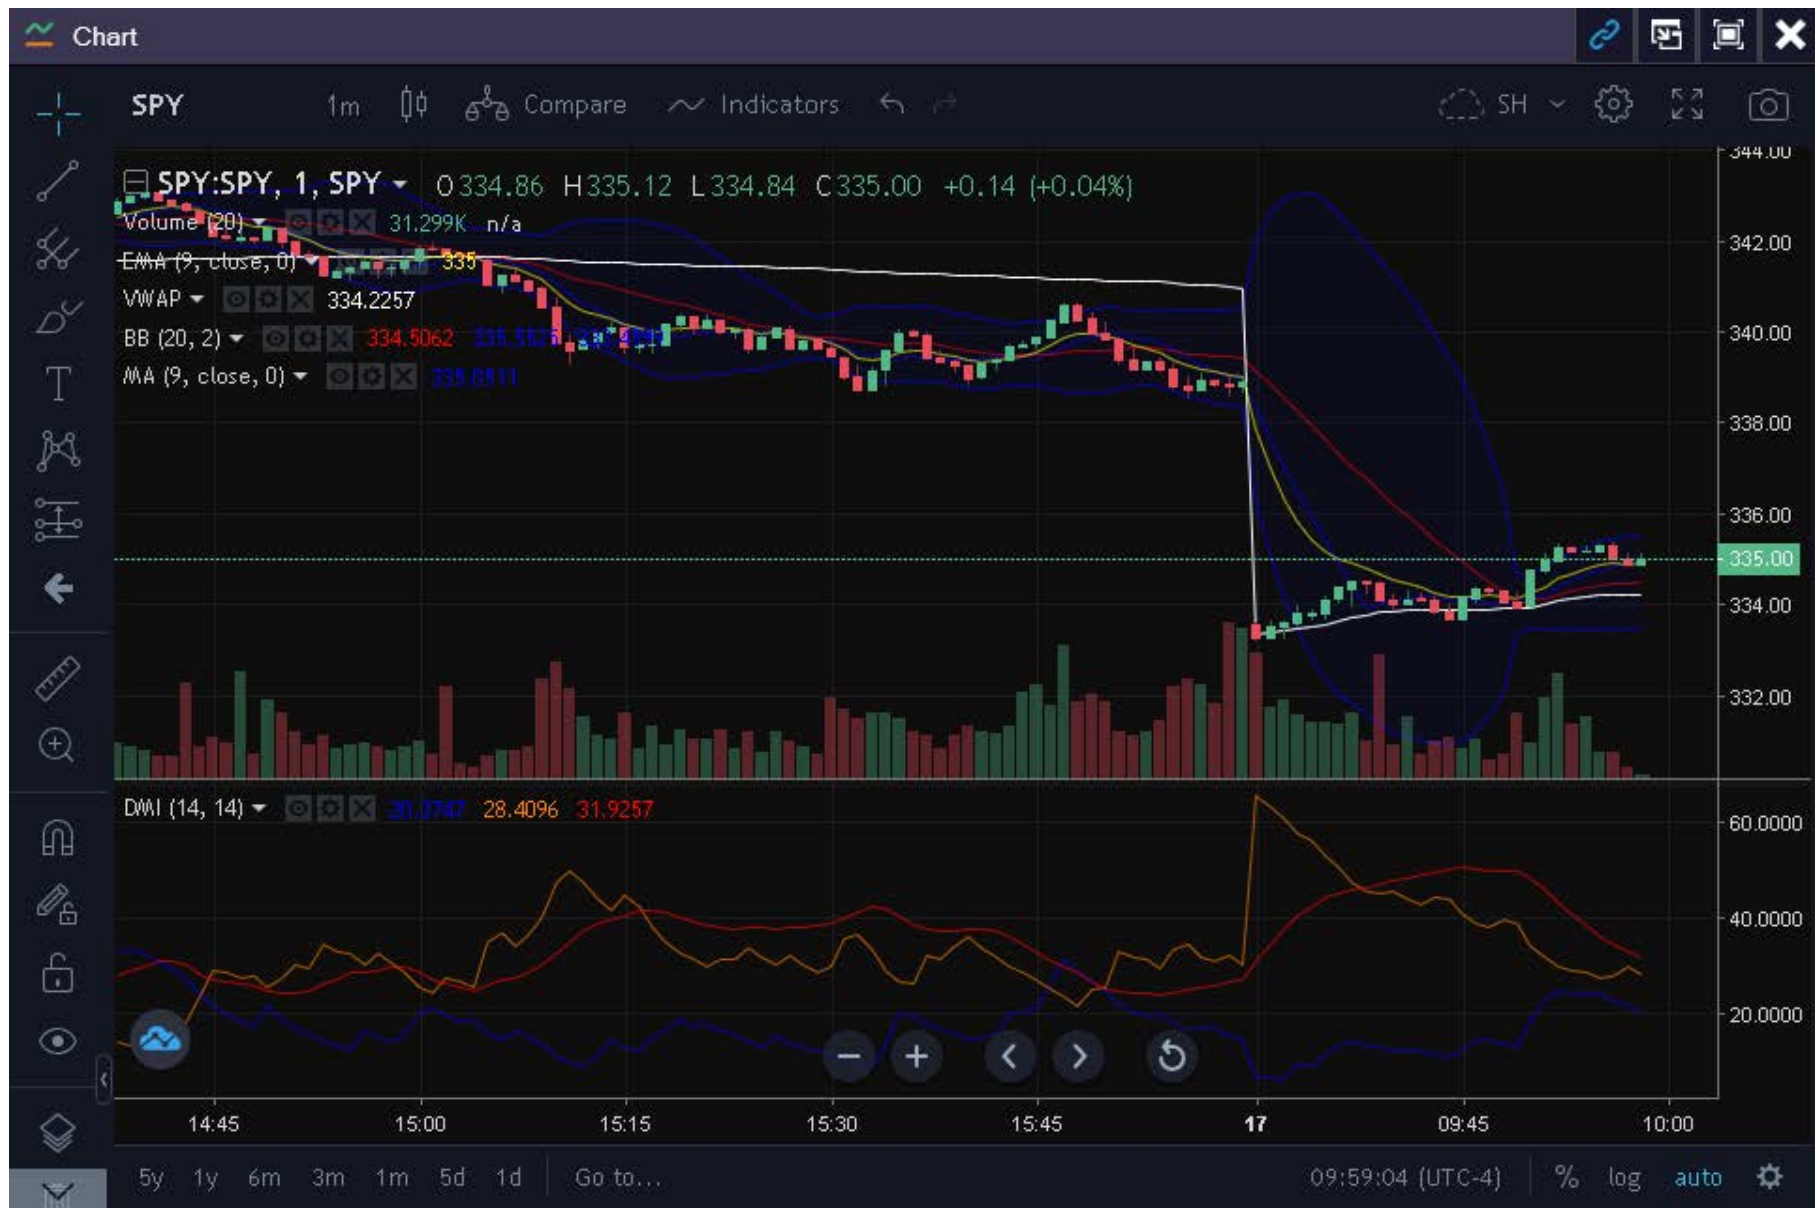 Chart
SPY 1m Compare Indicators SH
SPY:SPY, 1, SPY O334.86 H335.12 L334.84 C335.00 +0.14 (+0.04%)
Volume (20) 31.299K n/a
EMA (9, close, 0) 335
VWAP 334.2257
BB (20, 2) 334.5062
MA (9, close, 0) 335.0511
344.00
342.00
340.00
338.00
336.00
335.00
334.00
332.00
DMI (14, 14) 28.4096 31.9257
60.0000
40.0000
20.0000
14:45 15:00 15:15 15:30 15:45 17 09:45 10:00
5y 1y 6m 3m 1m 5d 1d Go to... 09:59:04 (UTC-4) % log auto